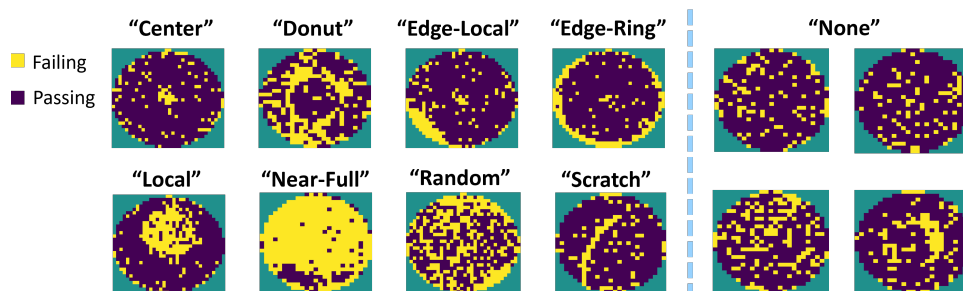 “Center” “Donut” “Edge-Local” “Edge-Ring” “None”
Failing
Passing
“Local” “Near-Full” “Random” “Scratch”